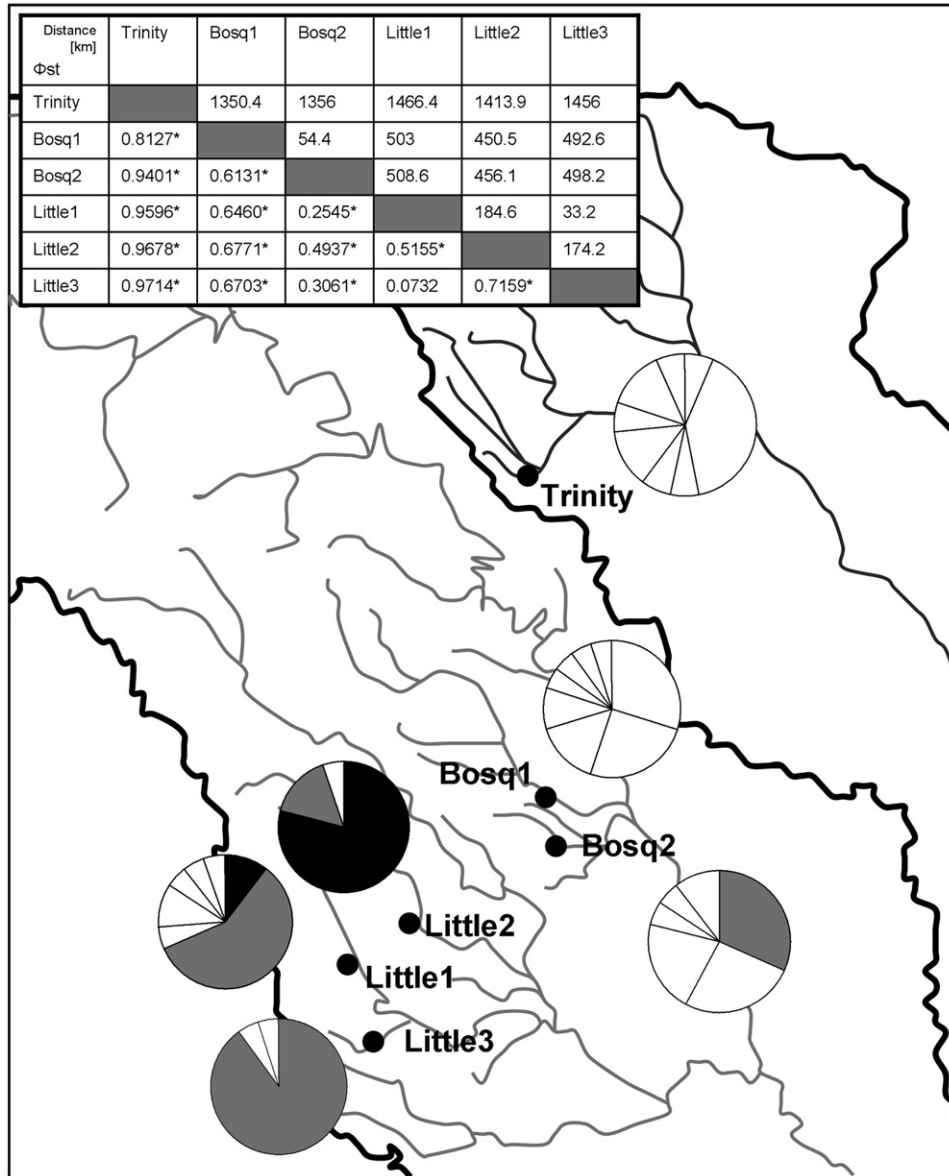 Distance [km] Φst Trinity Bosq1 Bosq2 Little1 Little2 Little3
Trinity 1350.4 1356 1466.4 1413.9 1456
Bosq1 0.8127* 54.4 503 450.5 492.6
Bosq2 0.9401* 0.6131* 508.6 456.1 498.2
Little1 0.9596* 0.6460* 0.2545* 184.6 33.2
Little2 0.9678* 0.6771* 0.4937* 0.5155* 174.2
Little3 0.9714* 0.6703* 0.3061* 0.0732 0.7159*
Trinity
Bosq1
Bosq2
Little2
Little1
Little3